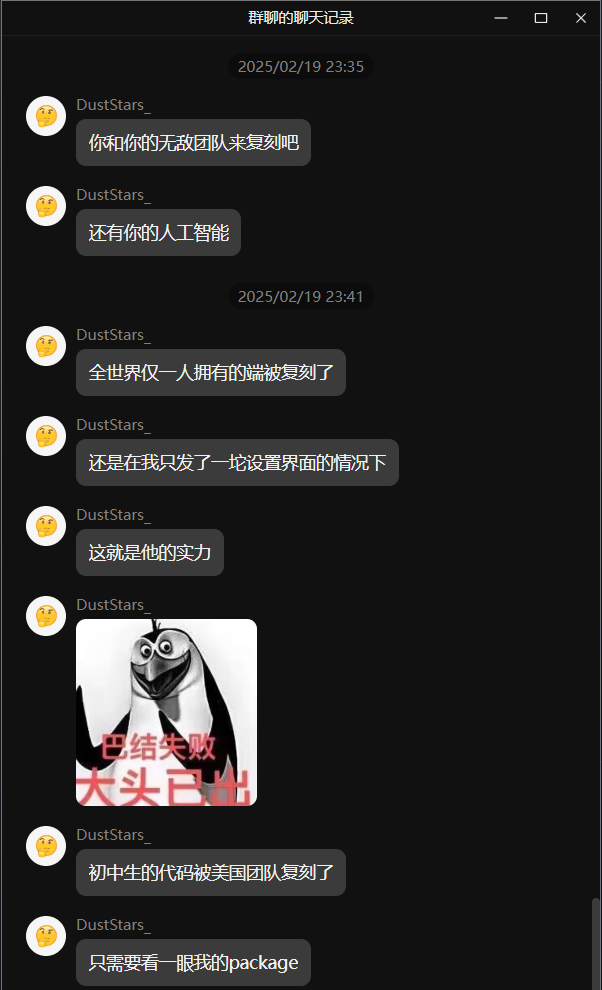 群聊的聊天记录
2025/02/19 23:35
DustStars_
你和你的无敌团队来复刻吧
DustStars_
还有你的人工智能
2025/02/19 23:41
DustStars_
全世界仅一人拥有的端被复刻了
DustStars_
还是在我只发了一坨设置界面的情况下
DustStars_
这就是他的实力
DustStars_
巴结失败
大头已出
DustStars_
初中生的代码被美国团队复刻了
DustStars_
只需要看一眼我的package